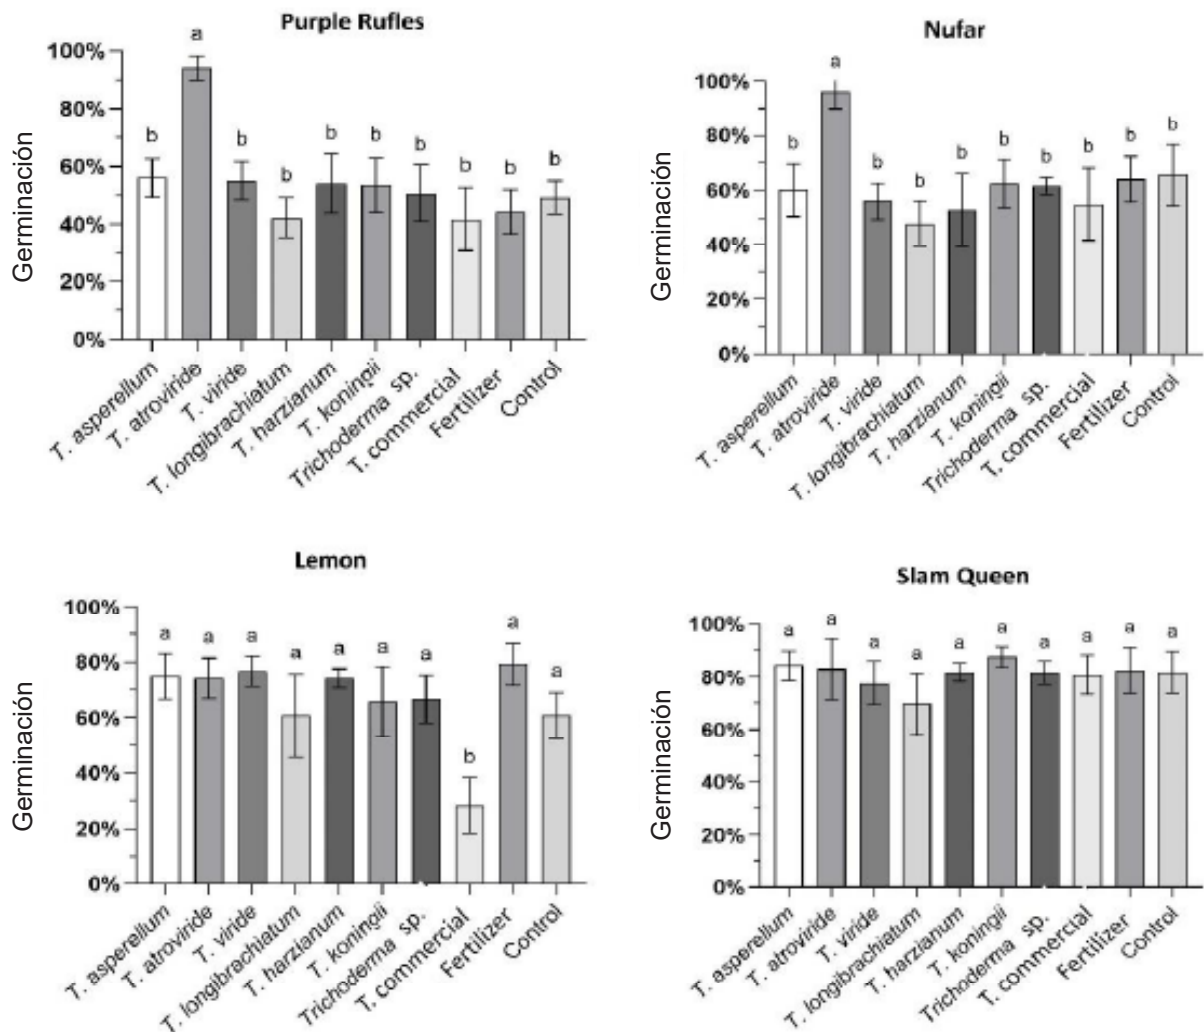 Purple Rufles
Germinación
100%
80%
60%
40%
20%
0%
b
a
b
b
b
b
b
b
b
b
T. asperellum
T. atroviride
T. viride
T. longibrachiatum
T. harzianum
T. koningii
Trichoderma sp.
T. commercial
Fertilizer
Control
Nufar
Germinación
100%
80%
60%
40%
20%
0%
b
a
b
b
b
b
b
b
b
b
T. asperellum
T. atroviride
T. viride
T. longibrachiatum
T. harzianum
T. koningii
Trichoderma sp.
T. commercial
Fertilizer
Control
Lemon
Germinación
100%
80%
60%
40%
20%
0%
a
a
a
a
a
a
a
b
a
a
T. asperellum
T. atroviride
T. viride
T. longibrachiatum
T. harzianum
T. koningii
Trichoderma sp.
T. commercial
Fertilizer
Control
Slam Queen
Germinación
100%
80%
60%
40%
20%
0%
a
a
a
a
a
a
a
a
a
a
T. asperellum
T. atroviride
T. viride
T. longibrachiatum
T. harzianum
T. koningii
Trichoderma sp.
T. commercial
Fertilizer
Control